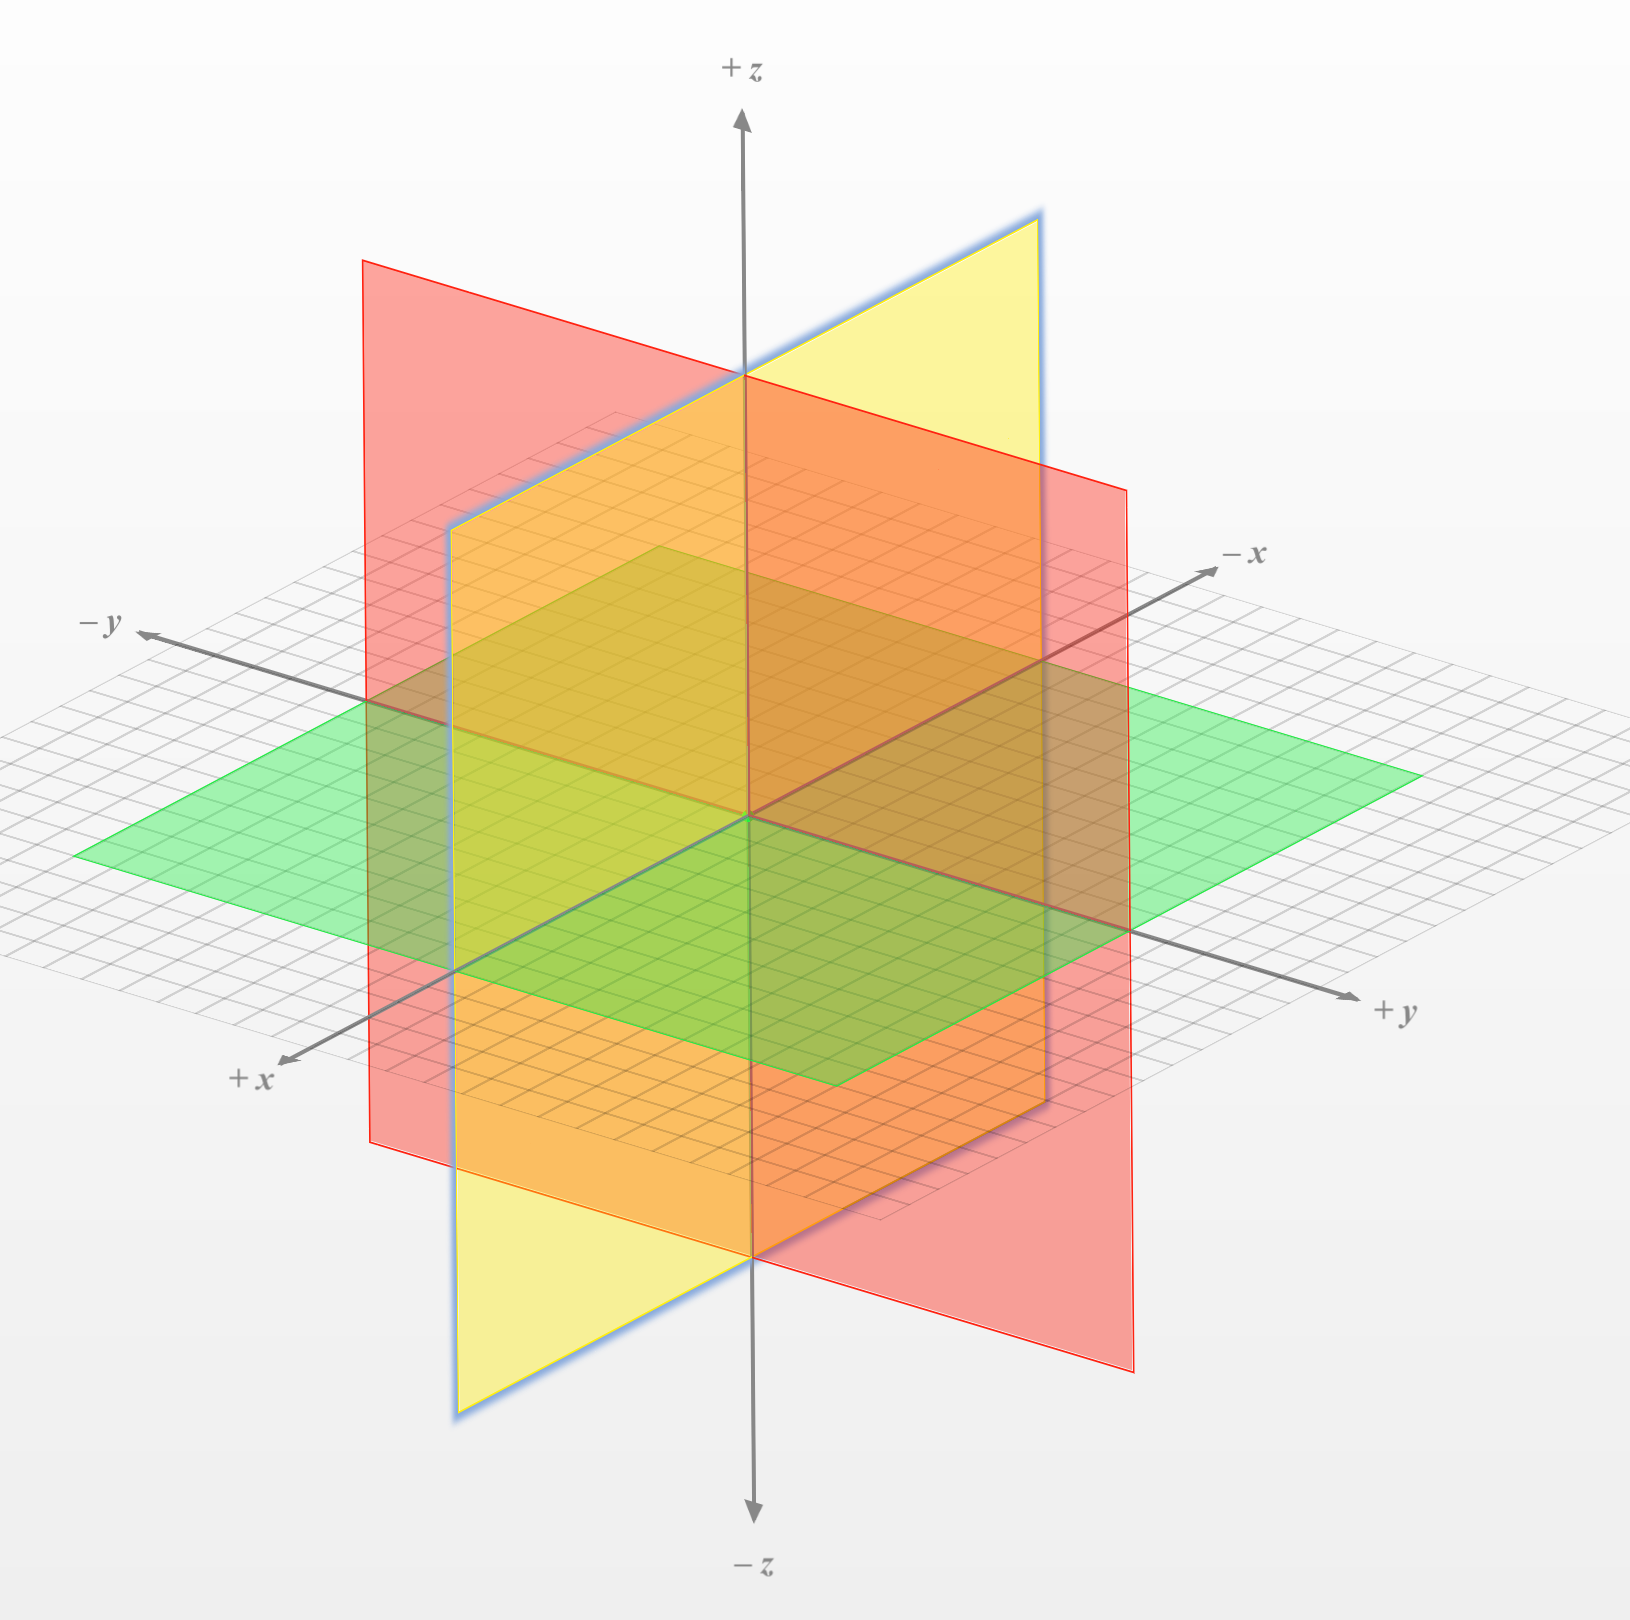 + z
− x
− y
+ y
+ x
− z